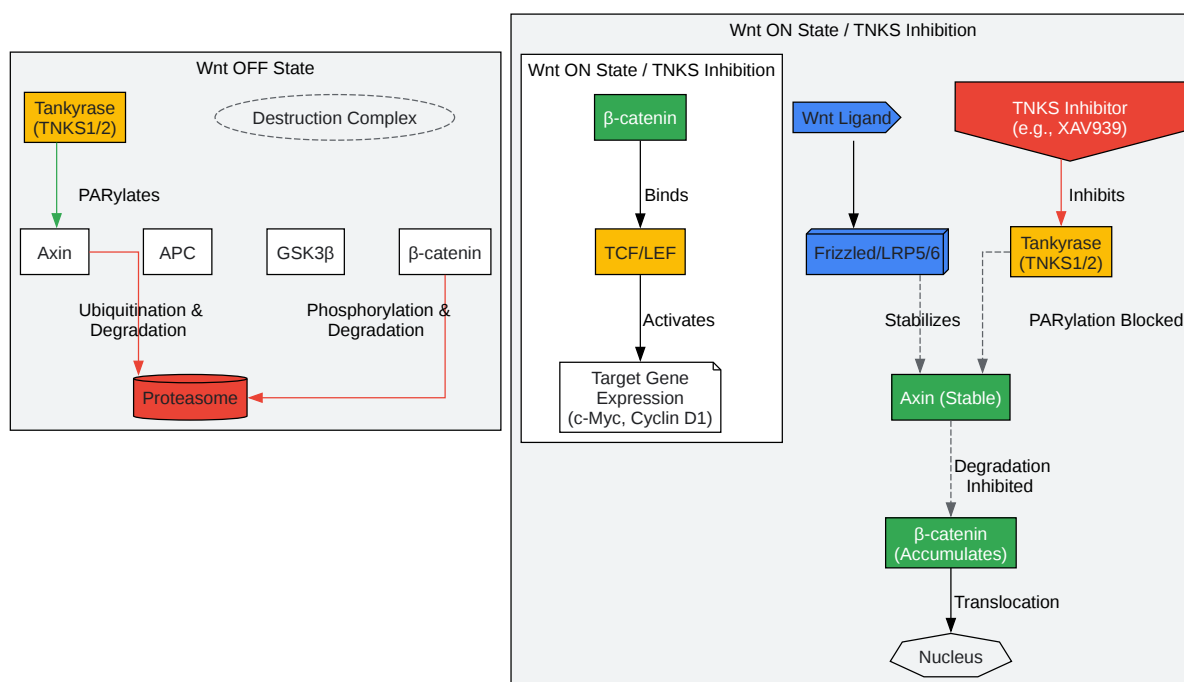 Wnt OFF State
Tankyrase
(TNKS1/2)
Destruction Complex
PARylates
Axin
APC
GSK3β
β-catenin
Ubiquitination &
Degradation
Phosphorylation &
Degradation
Proteasome
Wnt ON State / TNKS Inhibition
Wnt ON State / TNKS Inhibition
β-catenin
Binds
TCF/LEF
Activates
Target Gene
Expression
(c-Myc, Cyclin D1)
Wnt Ligand
Frizzled/LRP5/6
Stabilizes
TNKS Inhibitor
(e.g., XAV939)
Inhibits
Tankyrase
(TNKS1/2)
PARylation Blocked
Axin (Stable)
Degradation
Inhibited
β-catenin
(Accumulates)
Translocation
Nucleus